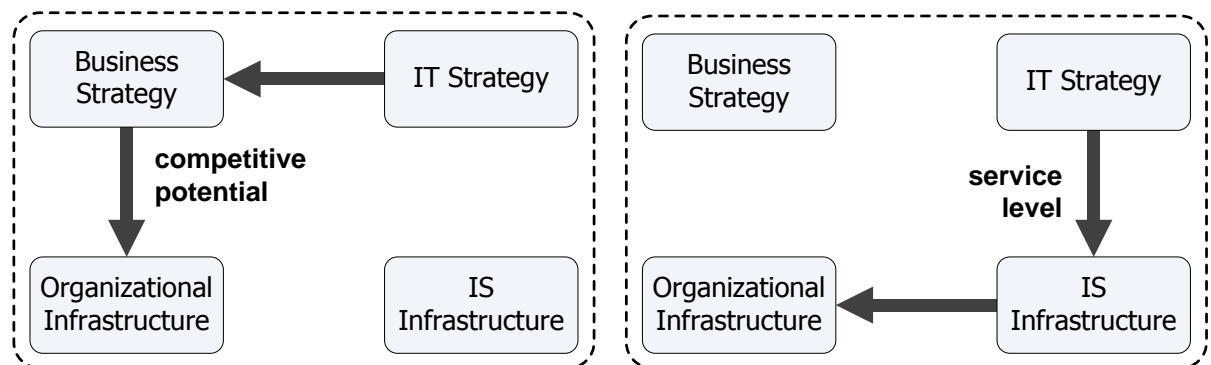 Business
Strategy
IT Strategy
competitive
potential
Organizational
Infrastructure
IS
Infrastructure
Business
Strategy
IT Strategy
service
level
Organizational
Infrastructure
IS
Infrastructure